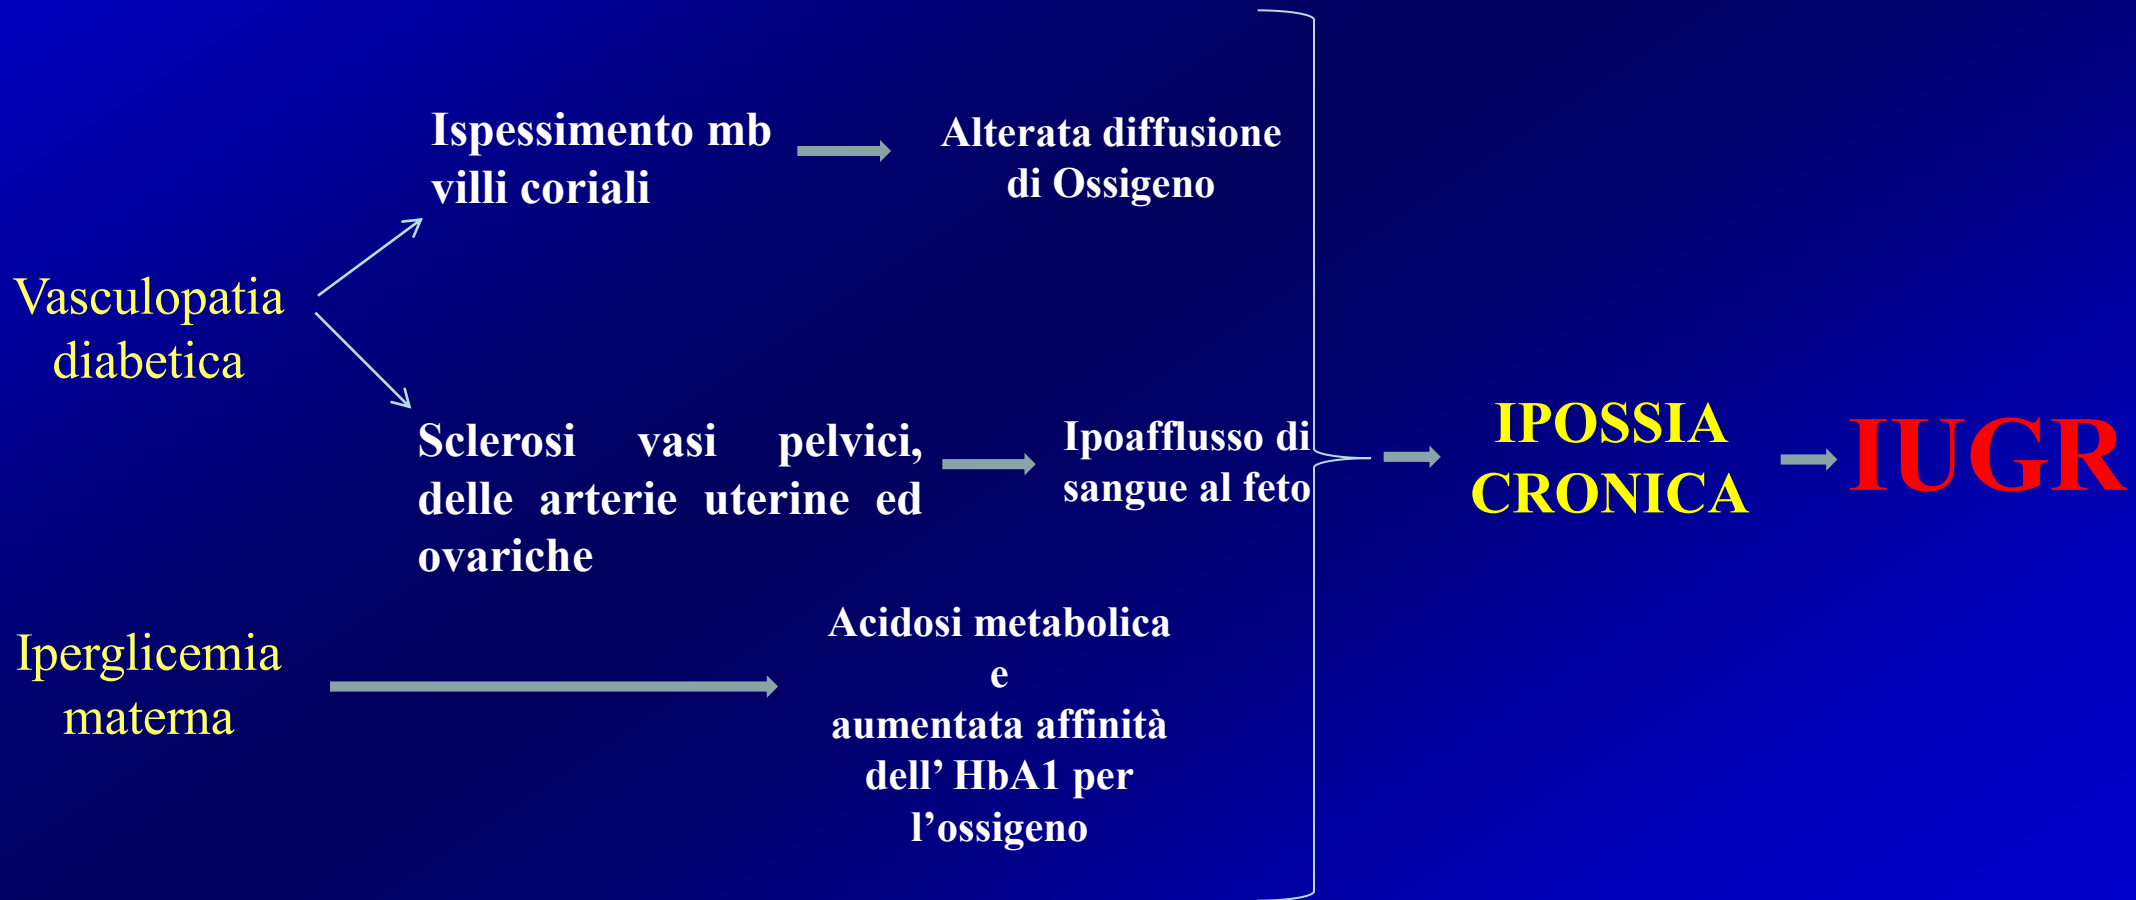 Ispessimento mb
villi coriali
Alterata diffusione
di Ossigeno
Vasculopatia
diabetica
Sclerosi vasi pelvici,
delle arterie uterine ed
ovariche
Ipoafflusso di
sangue al feto
IPOSSIA
CRONICA
IUGR
Iperglicemia
materna
Acidosi metabolica
e
aumentata affinità
dell’ HbA1 per
l’ossigeno